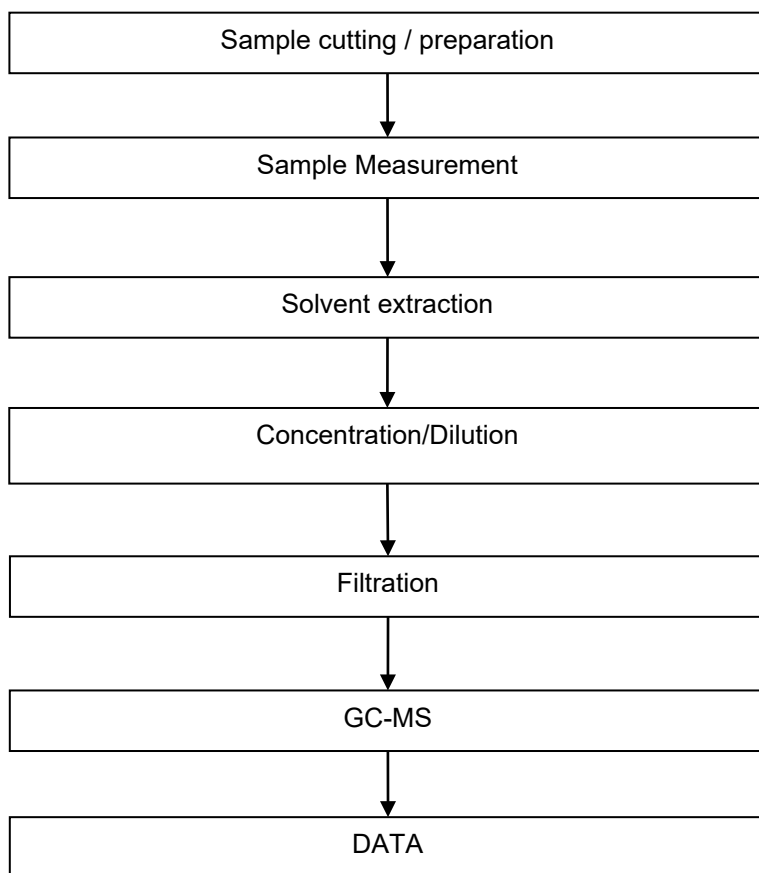 Sample cutting / preparation
Sample Measurement
Solvent extraction
Concentration/Dilution
Filtration
GC-MS
DATA